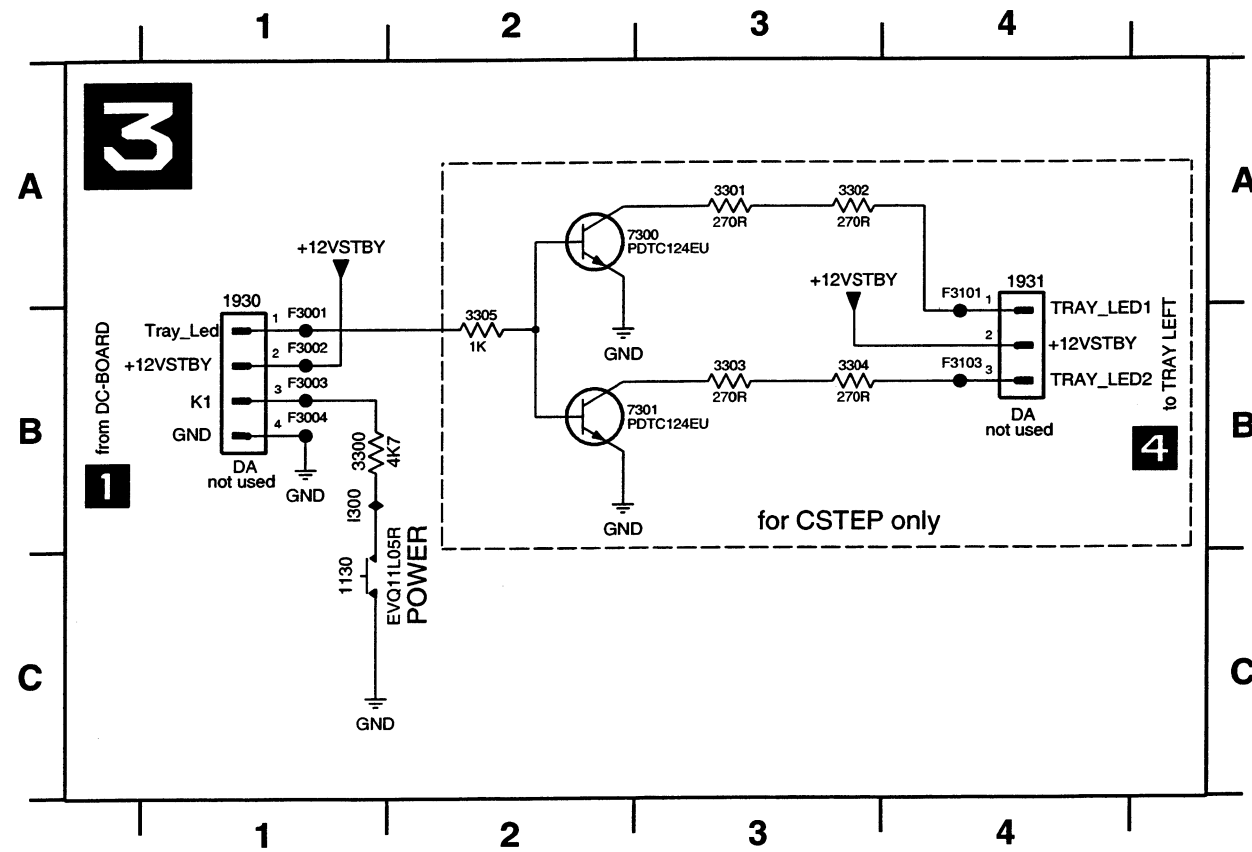 1 2 3 4
A A
3
3301 3302
270R 270R
7300
PDTC124EU
+12VSTBY
+12VSTBY
1930
1931
Tray_Led 1 F3001
3305
1K
GND
F3101 1 TRAY_LED1
+12VSTBY 2 F3002
2 +12VSTBY
K1 3 F3003
3303 3304
270R 270R
F3103 3 TRAY_LED2
GND 4 F3004
7301
PDTC124EU
B B
from DC-BOARD
1
DA
not used
GND
3300
4K7
I300
DA
not used
to TRAY LEFT
4
GND
for CSTEP only
1130
EVQ11L05R
POWER
C C
GND
1 2 3 4